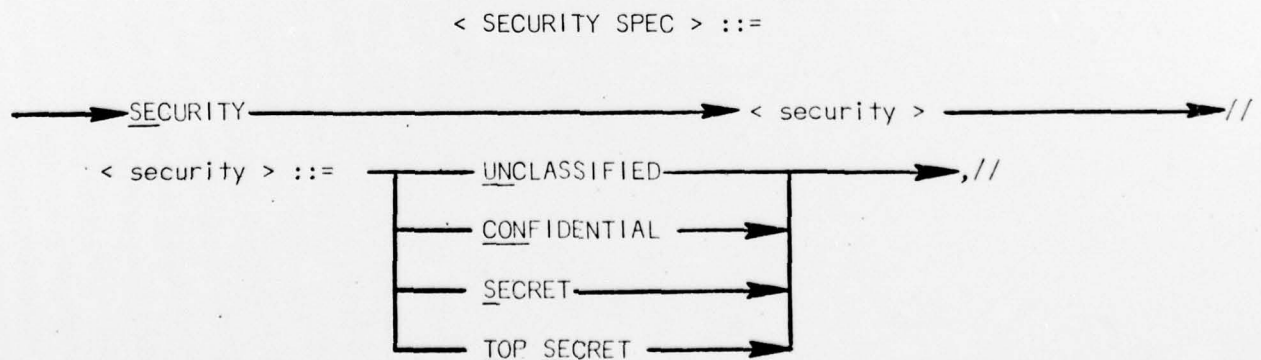 < SECURITY SPEC > ::=
SECURITY < security > //
< security > ::= UNCLASSIFIED ,//
CONFIDENTIAL
SECRET
TOP SECRET